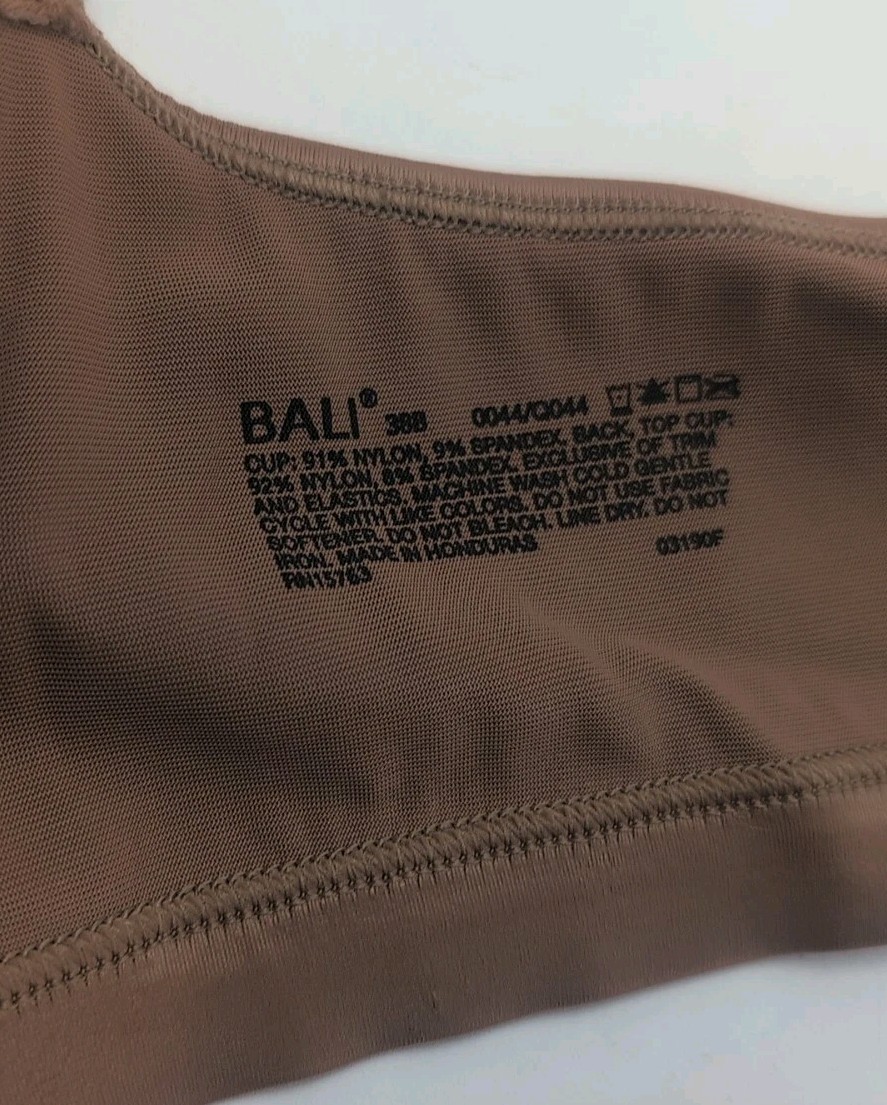 BALI® 38B 0044/Q044
CUP: 91% NYLON, 9% SPANDEX. BACK, TOP CUP:
92% NYLON, 8% SPANDEX. EXCLUSIVE OF TRIM
AND ELASTICS. MACHINE WASH COLD GENTLE
CYCLE WITH LIKE COLORS. DO NOT USE FABRIC
SOFTENER. DO NOT BLEACH. LINE DRY. DO NOT
IRON. MADE IN HONDURAS 03190F
RN15763